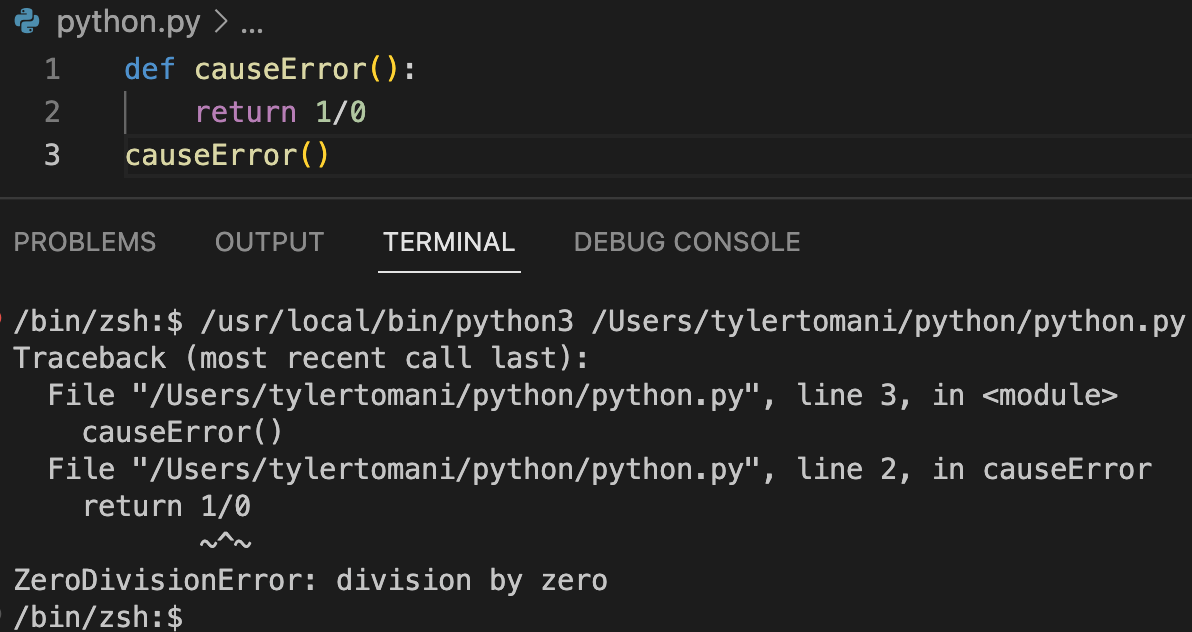 python.py > ...
1 def causeError():
2     return 1/0
3 causeError()
PROBLEMS OUTPUT TERMINAL DEBUG CONSOLE
/bin/zsh:$ /usr/local/bin/python3 /Users/tylertomani/python/python.py
Traceback (most recent call last):
  File "/Users/tylertomani/python/python.py", line 3, in <module>
    causeError()
  File "/Users/tylertomani/python/python.py", line 2, in causeError
    return 1/0
           ~^~
ZeroDivisionError: division by zero
/bin/zsh:$